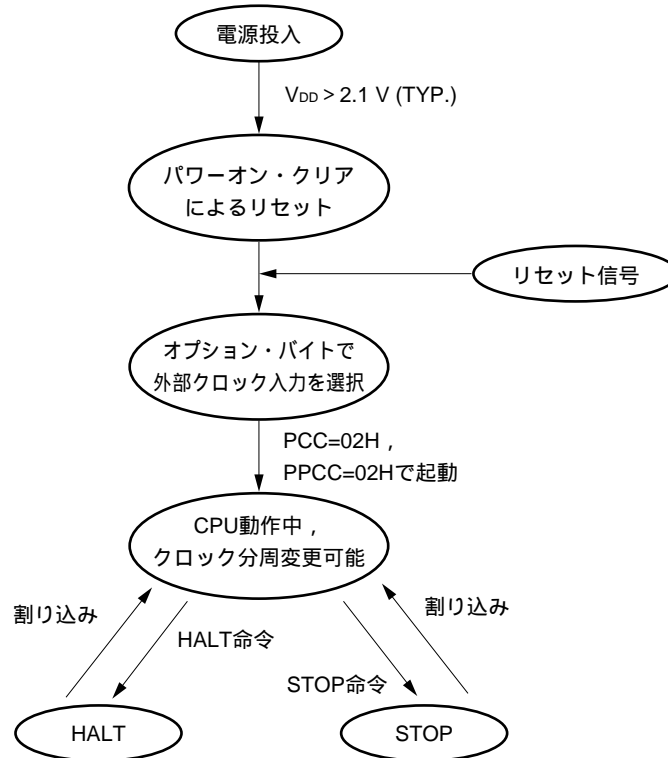 電源投入
VDD > 2.1 V (TYP.)
パワーオン・クリア
によるリセット
リセット信号
オプション・バイトで
外部クロック入力を選択
PCC=02H ,
PPCC=02Hで起動
CPU動作中 ,
クロック分周変更可能
割り込み
割り込み
HALT命令
STOP命令
HALT
STOP